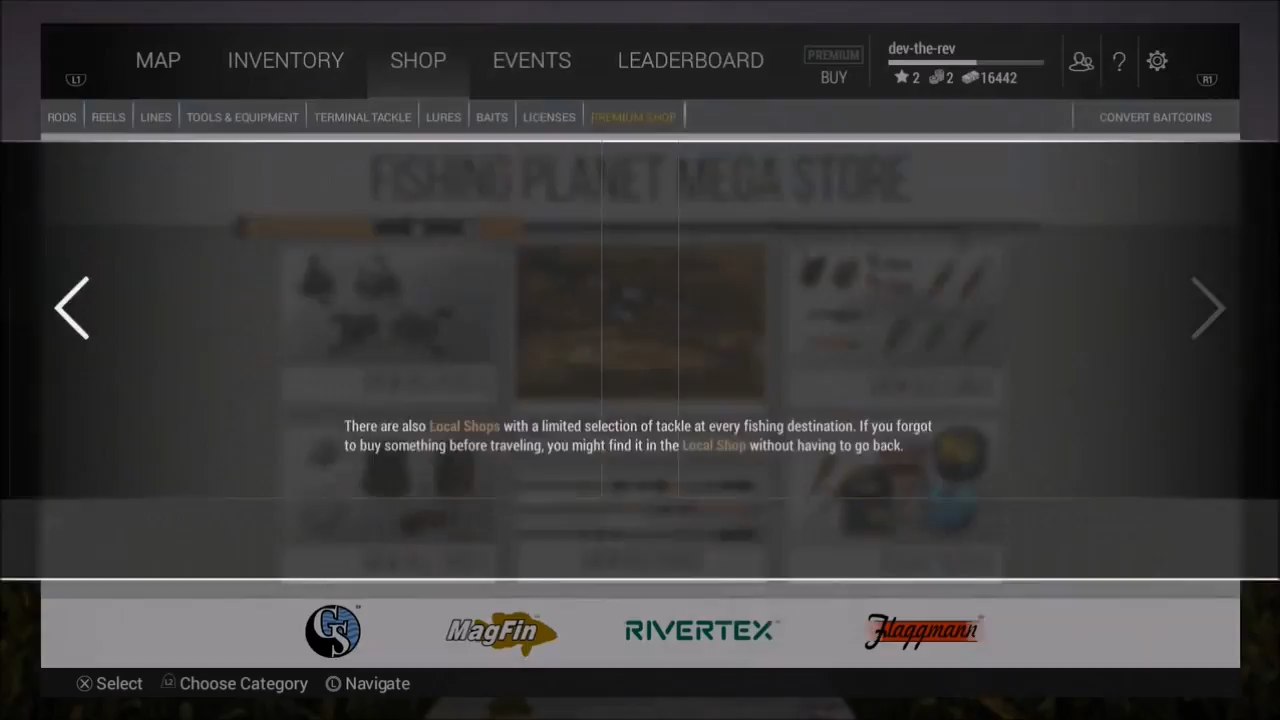 MAP
INVENTORY
SHOP
EVENTS
LEADERBOARD
PREMIUM
BUY
dev-the-rev
2
2
16442
?
L1
R1
RODS
REELS
LINES
TOOLS & EQUIPMENT
TERMINAL TACKLE
LURES
BAITS
LICENSES
PREMIUM SHOP
CONVERT BAITCOINS
FISHING PLANET MEGA STORE
There are also Local Shops with a limited selection of tackle at every fishing destination. If you forgot
to buy something before traveling, you might find it in the Local Shop without having to go back.
GS
MagFin
RIVERTEX
Flaggmann
Select
L2
Choose Category
L
Navigate